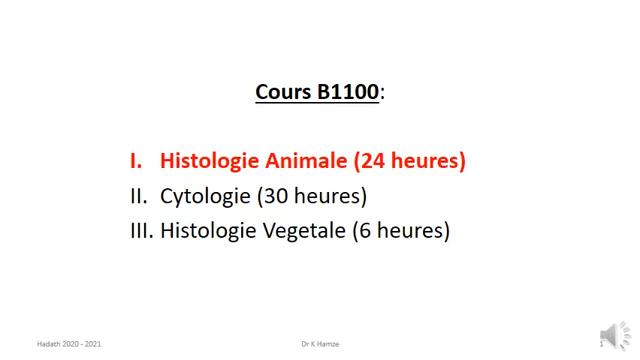 Cours B1100:
I. Histologie Animale (24 heures)
II. Cytologie (30 heures)
III. Histologie Vegetale (6 heures)
Hadath 2020 - 2021 Dr K Hamze 1